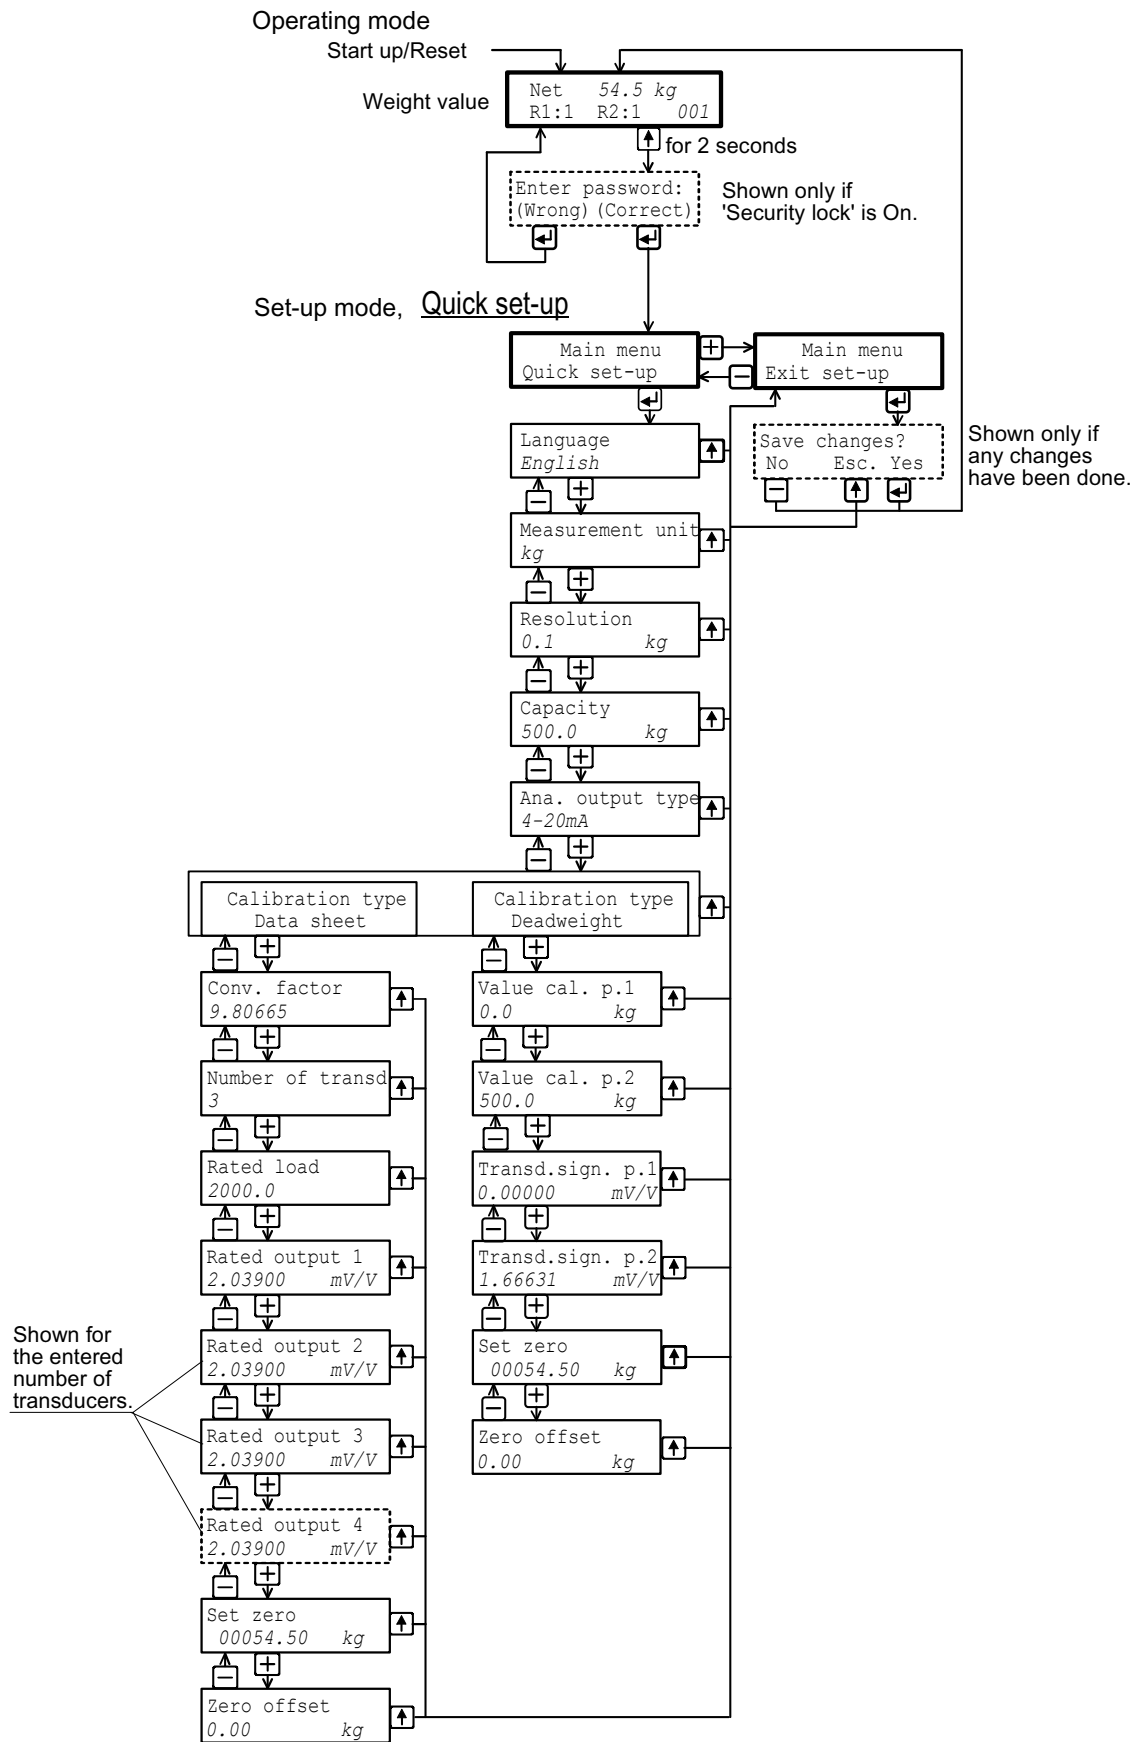 Operating mode
Start up/Reset
Weight value
Net 54.5 kg
R1:1 R2:1 001
for 2 seconds
Enter password:
(Wrong)(Correct)
Shown only if
'Security lock' is On.
Set-up mode, Quick set-up
Main menu
Quick set-up
Main menu
Exit set-up
Language
English
Save changes?
No Esc. Yes
Shown only if
any changes
have been done.
Measurement unit
kg
Resolution
0.1 kg
Capacity
500.0 kg
Ana. output type
4-20mA
Calibration type
Data sheet
Calibration type
Deadweight
Conv. factor
9.80665
Number of transd
3
Rated load
2000.0
Rated output 1
2.03900 mV/V
Shown for
the entered
number of
transducers.
Rated output 2
2.03900 mV/V
Rated output 3
2.03900 mV/V
Rated output 4
2.03900 mV/V
Set zero
00054.50 kg
Zero offset
0.00 kg
Value cal. p.1
0.0 kg
Value cal. p.2
500.0 kg
Transd.sign. p.1
0.00000 mV/V
Transd.sign. p.2
1.66631 mV/V
Set zero
00054.50 kg
Zero offset
0.00 kg